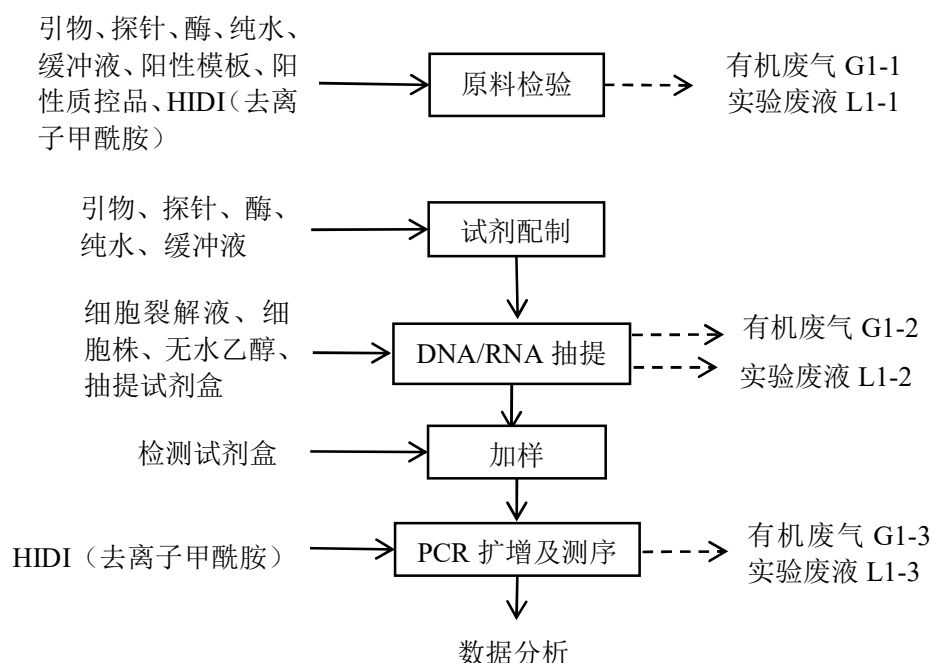 引物、探针、酶、纯水、
缓冲液、阳性模板、阳
性质控品、HIDI（去离
子甲酰胺）
原料检验
有机废气 G1-1
实验废液 L1-1
引物、探针、酶、
纯水、缓冲液
试剂配制
细胞裂解液、细
胞株、无水乙醇、
抽提试剂盒
DNA/RNA 抽提
有机废气 G1-2
实验废液 L1-2
检测试剂盒
加样
HIDI（去离子甲酰胺）
PCR 扩增及测序
有机废气 G1-3
实验废液 L1-3
数据分析